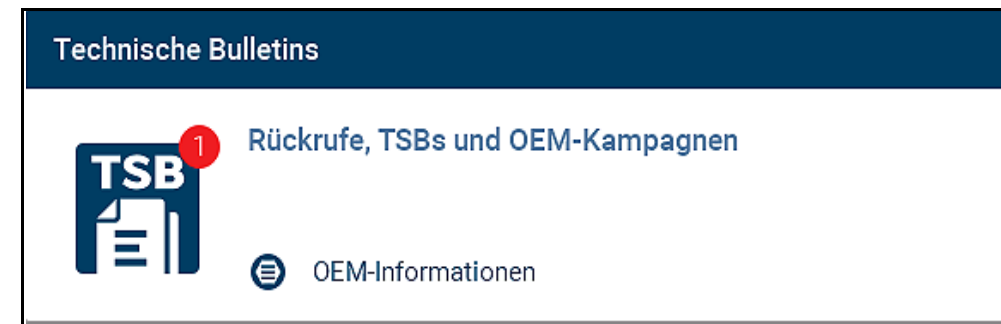 Technische Bulletins
1
Rückrufe, TSBs und OEM-Kampagnen
TSB
OEM-Informationen